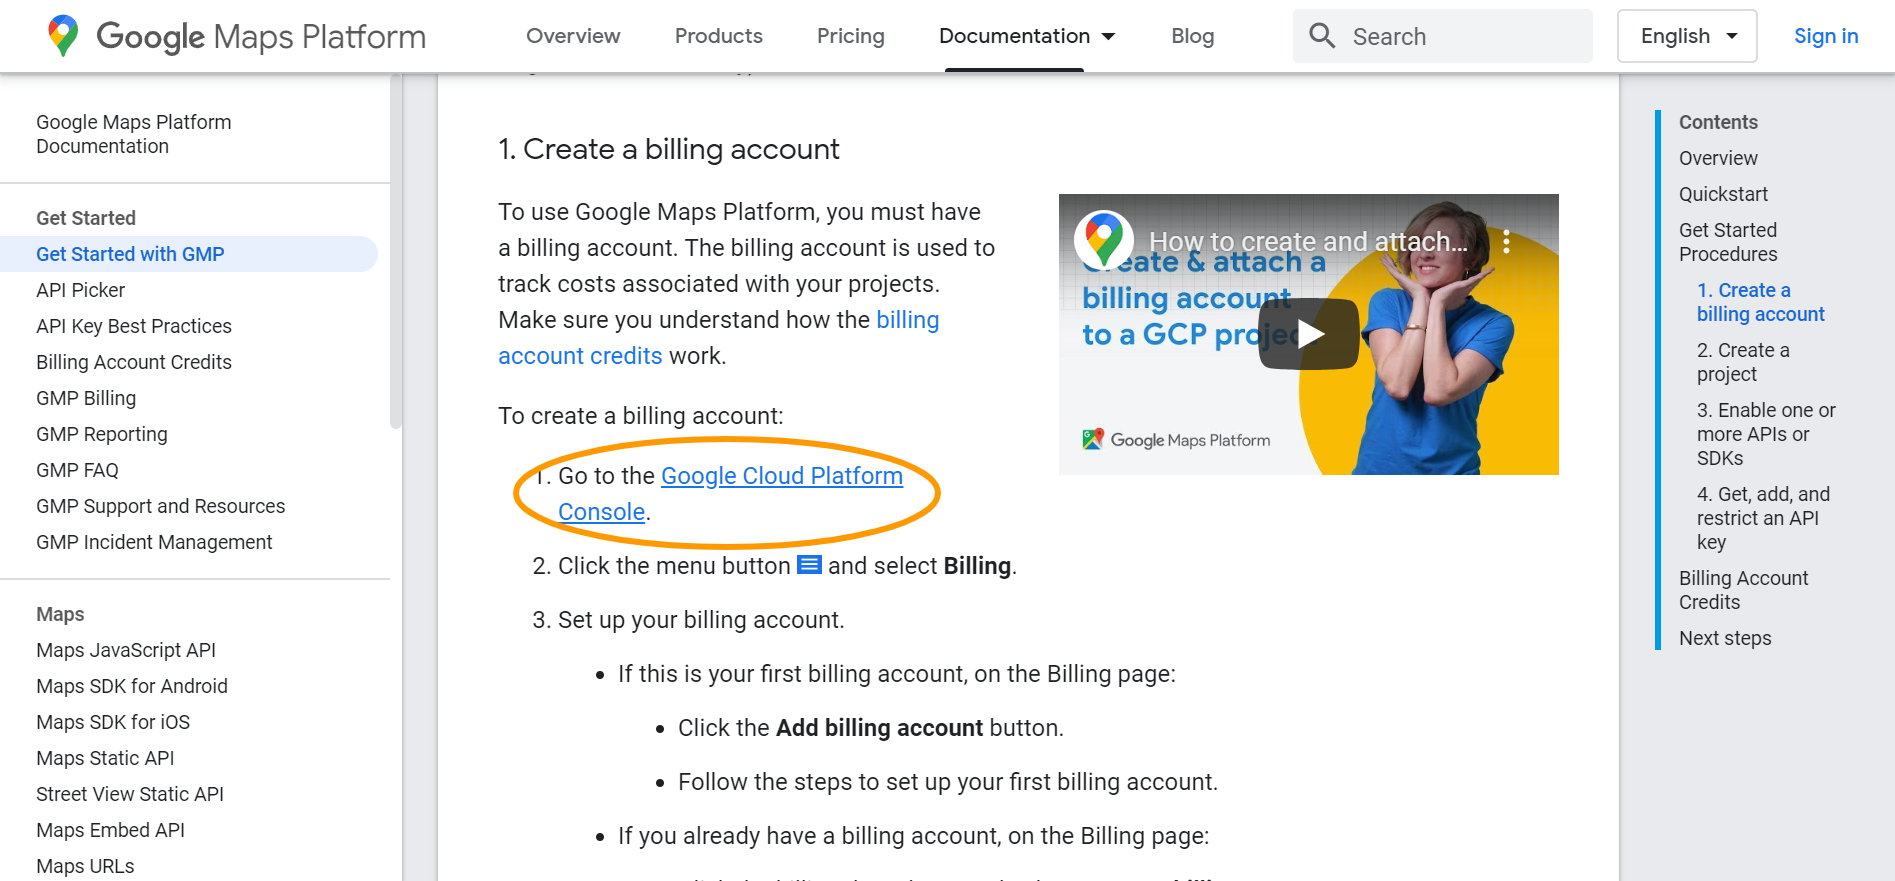 Google Maps Platform
Overview
Products
Pricing
Documentation
Blog
Search
English
Sign in
Google Maps Platform
Documentation
Get Started
Get Started with GMP
API Picker
API Key Best Practices
Billing Account Credits
GMP Billing
GMP Reporting
GMP FAQ
GMP Support and Resources
GMP Incident Management
Maps
Maps JavaScript API
Maps SDK for Android
Maps SDK for iOS
Maps Static API
Street View Static API
Maps Embed API
Maps URLs
1. Create a billing account
To use Google Maps Platform, you must have
a billing account. The billing account is used to
track costs associated with your projects.
Make sure you understand how the billing
account credits work.
To create a billing account:
1. Go to the Google Cloud Platform
Console.
2. Click the menu button and select Billing.
3. Set up your billing account.
• If this is your first billing account, on the Billing page:
• Click the Add billing account button.
• Follow the steps to set up your first billing account.
• If you already have a billing account, on the Billing page:
How to create and attach...
Create & attach a
billing account
to a GCP project
Google Maps Platform
Contents
Overview
Quickstart
Get Started
Procedures
1. Create a
billing account
2. Create a
project
3. Enable one or
more APIs or
SDKs
4. Get, add, and
restrict an API
key
Billing Account
Credits
Next steps